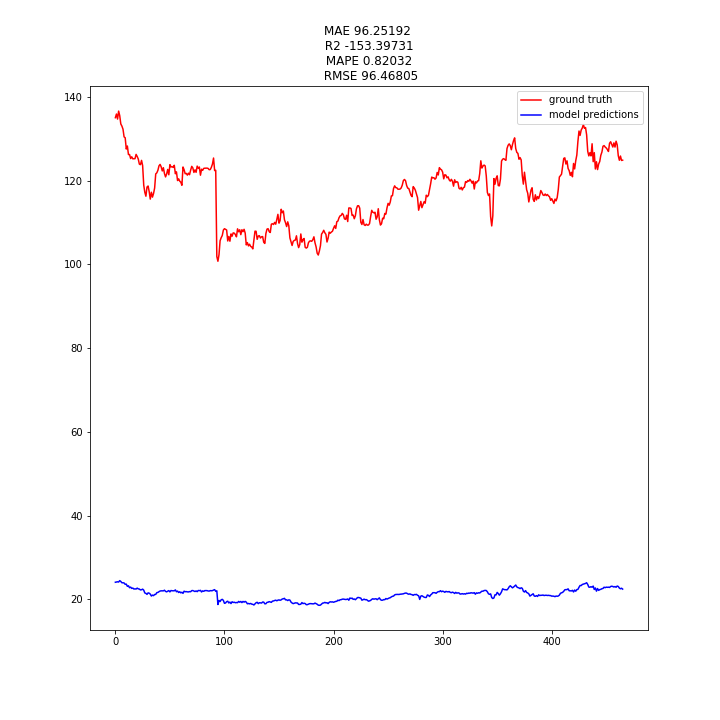 MAE 96.25192
R2 -153.39731
MAPE 0.82032
RMSE 96.46805
ground truth
model predictions
140
120
100
80
60
40
20
0 100 200 300 400